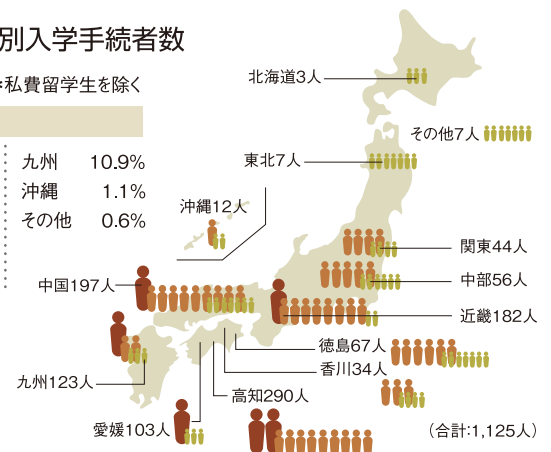 別入学手続者数
私費留学生を除く
九州 10.9%
沖縄 1.1%
その他 0.6%
北海道3人
その他7人
東北7人
沖縄12人
関東44人
中部56人
中国197人
近畿182人
徳島67人
香川34人
九州123人
高知290人
愛媛103人
(合計:1,125人)